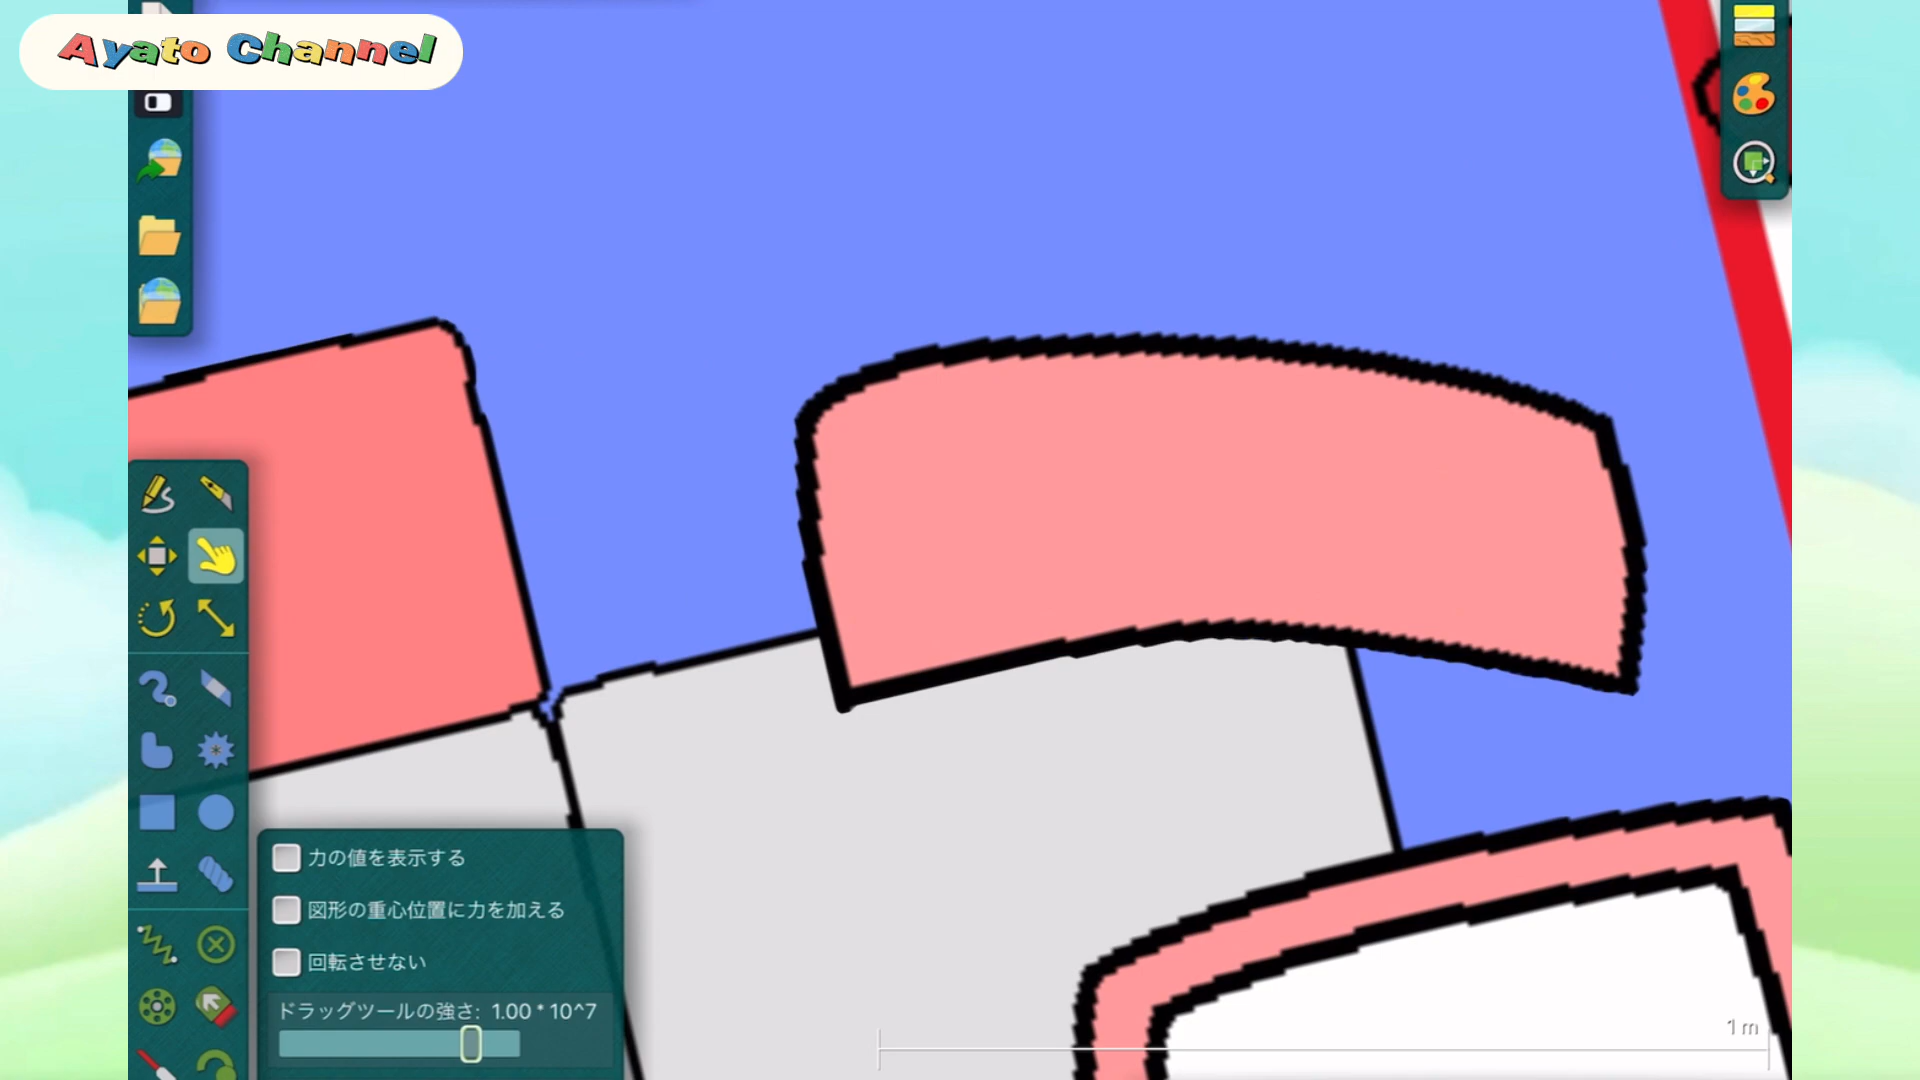 Ayato Channel
力の値を表示する
図形の重心位置に力を加える
回転させない
ドラッグツールの強さ: 1.00 * 10^7
1 m